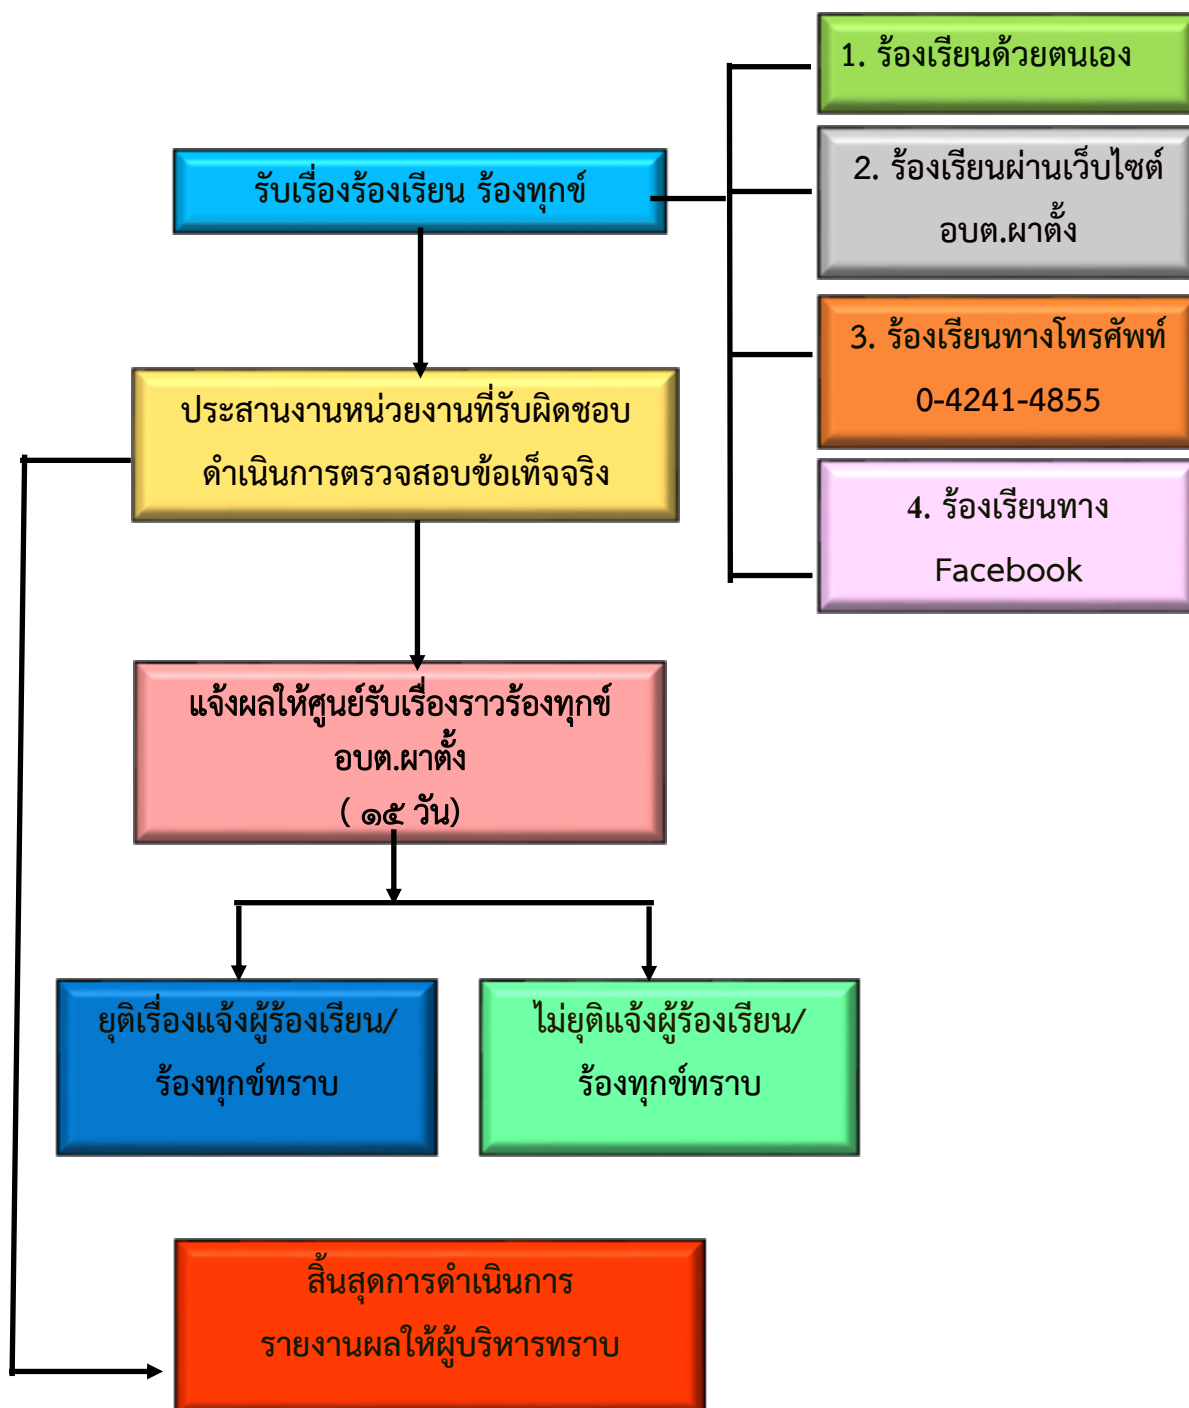 1. ร้องเรียนด้วยตนเอง
2. ร้องเรียนผ่านเว็บไซต์
อบต.ผาตั้ง
รับเรื่องร้องเรียน ร้องทุกข์
3. ร้องเรียนทางโทรศัพท์
0-4241-4855
ประสานงานหน่วยงานที่รับผิดชอบ
ดำเนินการตรวจสอบข้อเท็จจริง
4. ร้องเรียนทาง
Facebook
แจ้งผลให้ศูนย์รับเรื่องราวร้องทุกข์
อบต.ผาตั้ง
( ๑๕ วัน)
ยุติเรื่องแจ้งผู้ร้องเรียน/
ร้องทุกข์ทราบ
ไม่ยุติแจ้งผู้ร้องเรียน/
ร้องทุกข์ทราบ
สิ้นสุดการดำเนินการ
รายงานผลให้ผู้บริหารทราบ